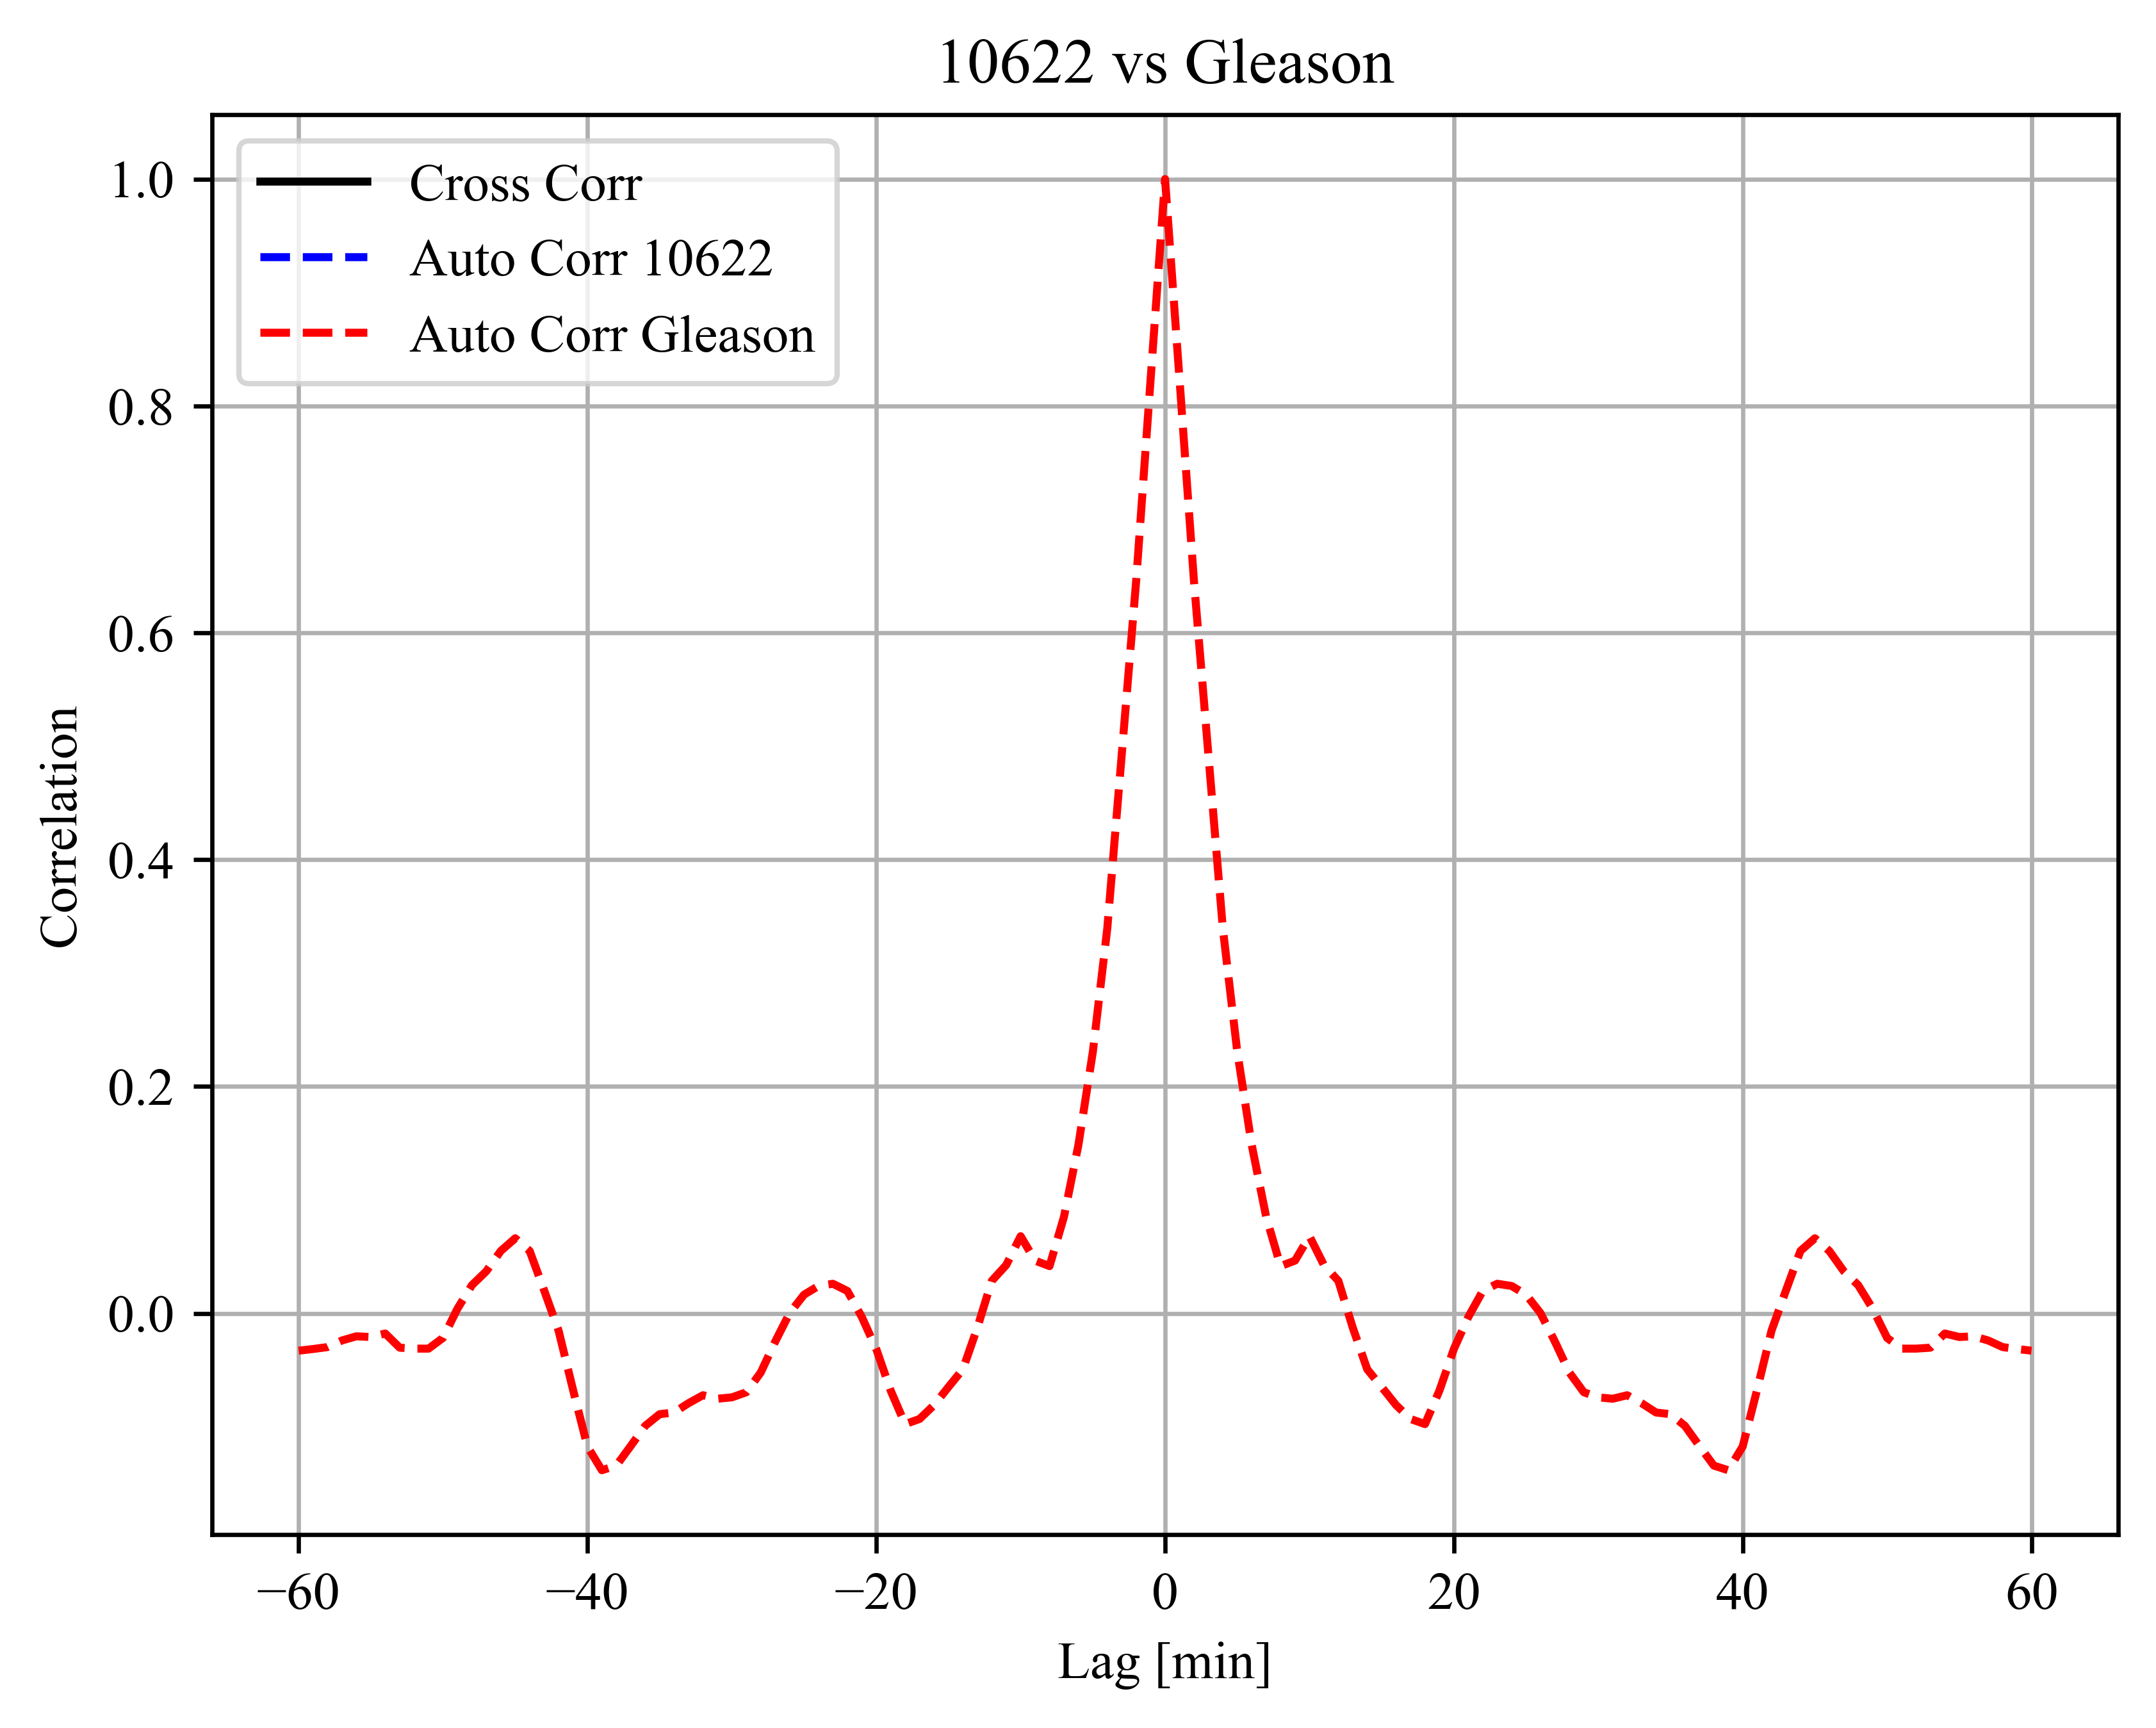 10622 vs Gleason
Cross Corr
Auto Corr 10622
Auto Corr Gleason
Correlation
1.0
0.8
0.6
0.4
0.2
0.0
−60 −40 −20 0 20 40 60
Lag [min]